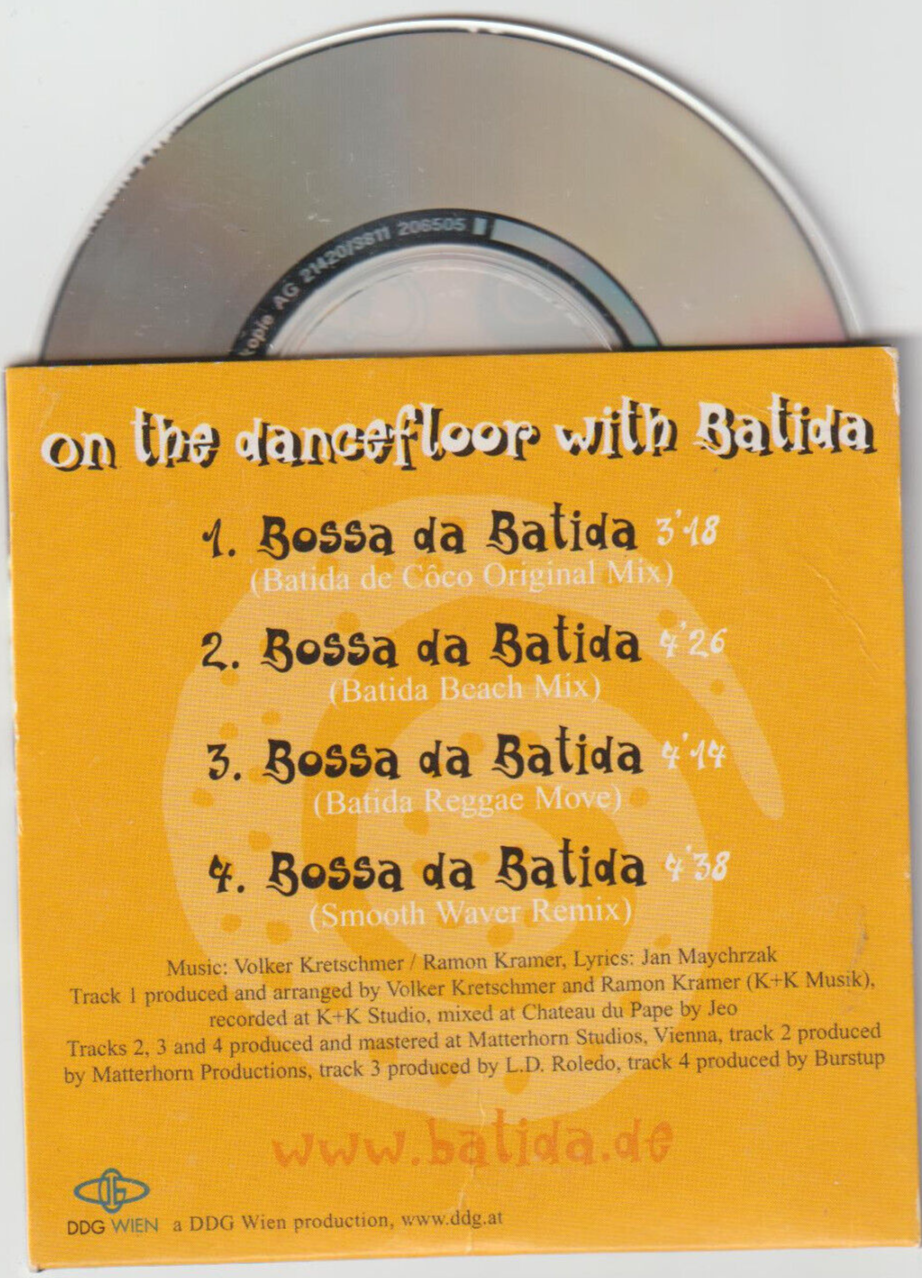 kopie AG 21420/S811 206505
on the dancefloor with Batida
1. Bossa da Batida 3'18
(Batida de Côco Original Mix)
2. Bossa da Batida 4'26
(Batida Beach Mix)
3. Bossa da Batida 4'14
(Batida Reggae Move)
4. Bossa da Batida 4'38
(Smooth Waver Remix)
Music: Volker Kretschmer / Ramon Kramer, Lyrics: Jan Maychrzak
Track 1 produced and arranged by Volker Kretschmer and Ramon Kramer (K+K Musik),
recorded at K+K Studio, mixed at Chateau du Pape by Jeo
Tracks 2, 3 and 4 produced and mastered at Matterhorn Studios, Vienna, track 2 produced
by Matterhorn Productions, track 3 produced by L.D. Roledo, track 4 produced by Burstup
www.batida.de
DDG WIEN a DDG Wien production, www.ddg.at